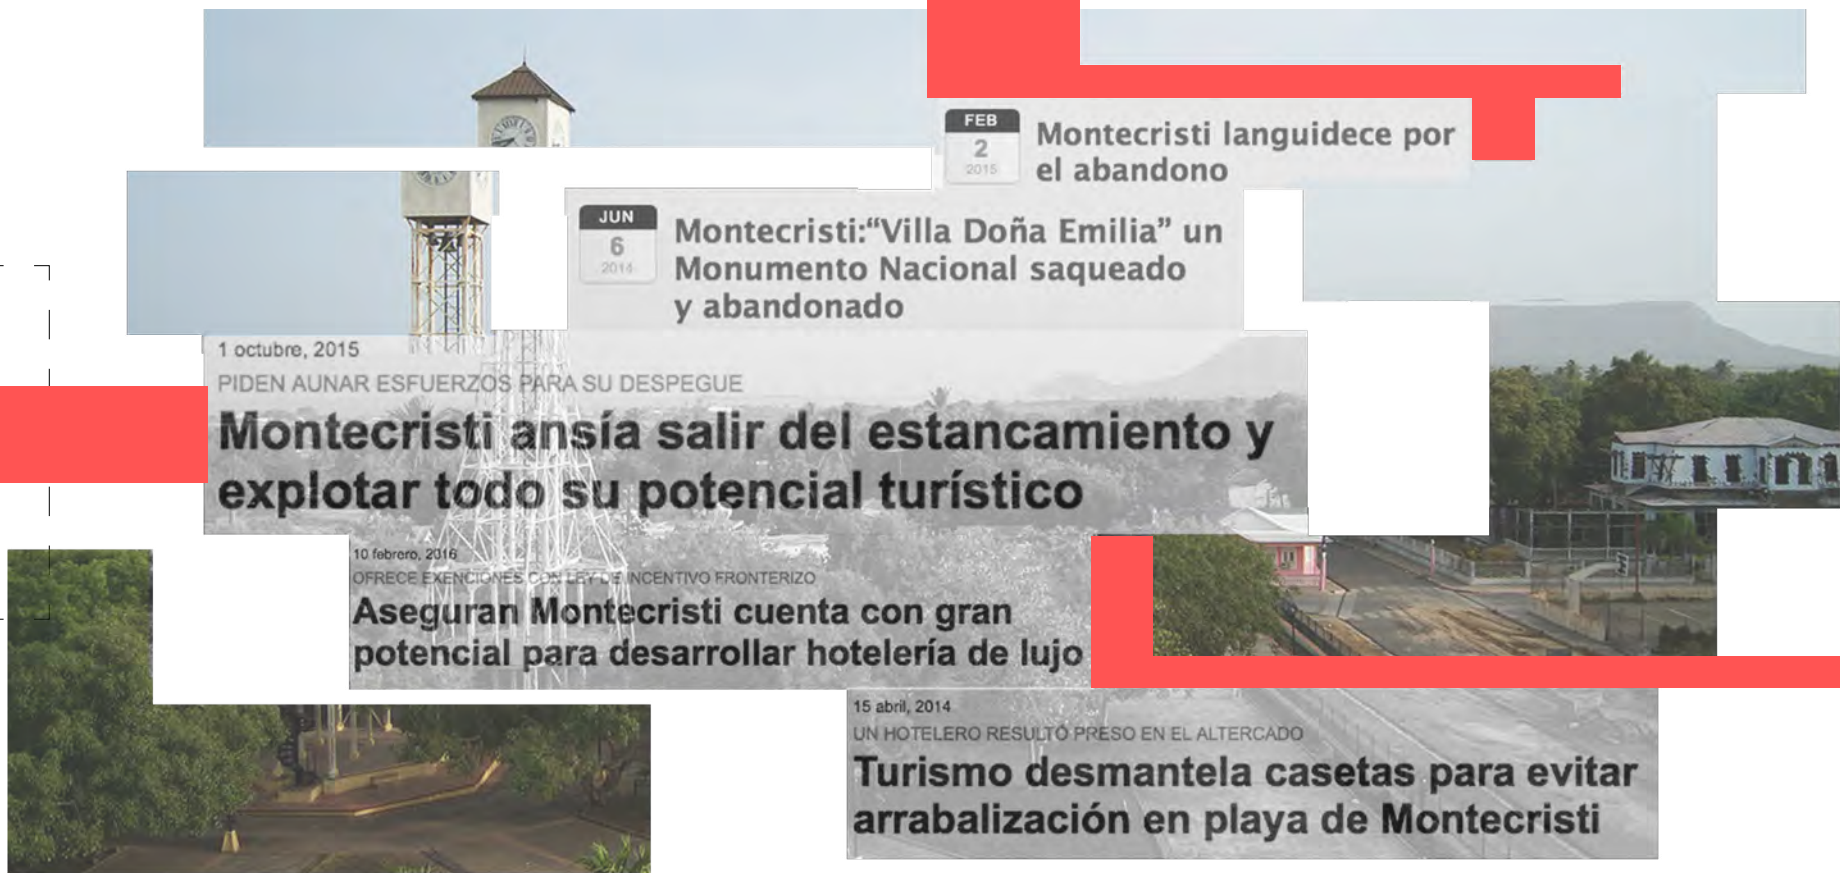 FEB
2
2015
Montecristi languidece por
el abandono
JUN
6
2014
Montecristi:“Villa Doña Emilia” un
Monumento Nacional saqueado
y abandonado
1 octubre, 2015
PIDEN AUNAR ESFUERZOS PARA SU DESPEGUE
Montecristi ansía salir del estancamiento y
explotar todo su potencial turístico
10 febrero, 2016
OFRECE EXENCIONES CON LEY DE INCENTIVO FRONTERIZO
Aseguran Montecristi cuenta con gran
potencial para desarrollar hotelería de lujo
15 abril, 2014
UN HOTELERO RESULTÓ PRESO EN EL ALTERCADO
Turismo desmantela casetas para evitar
arrabalización en playa de Montecristi